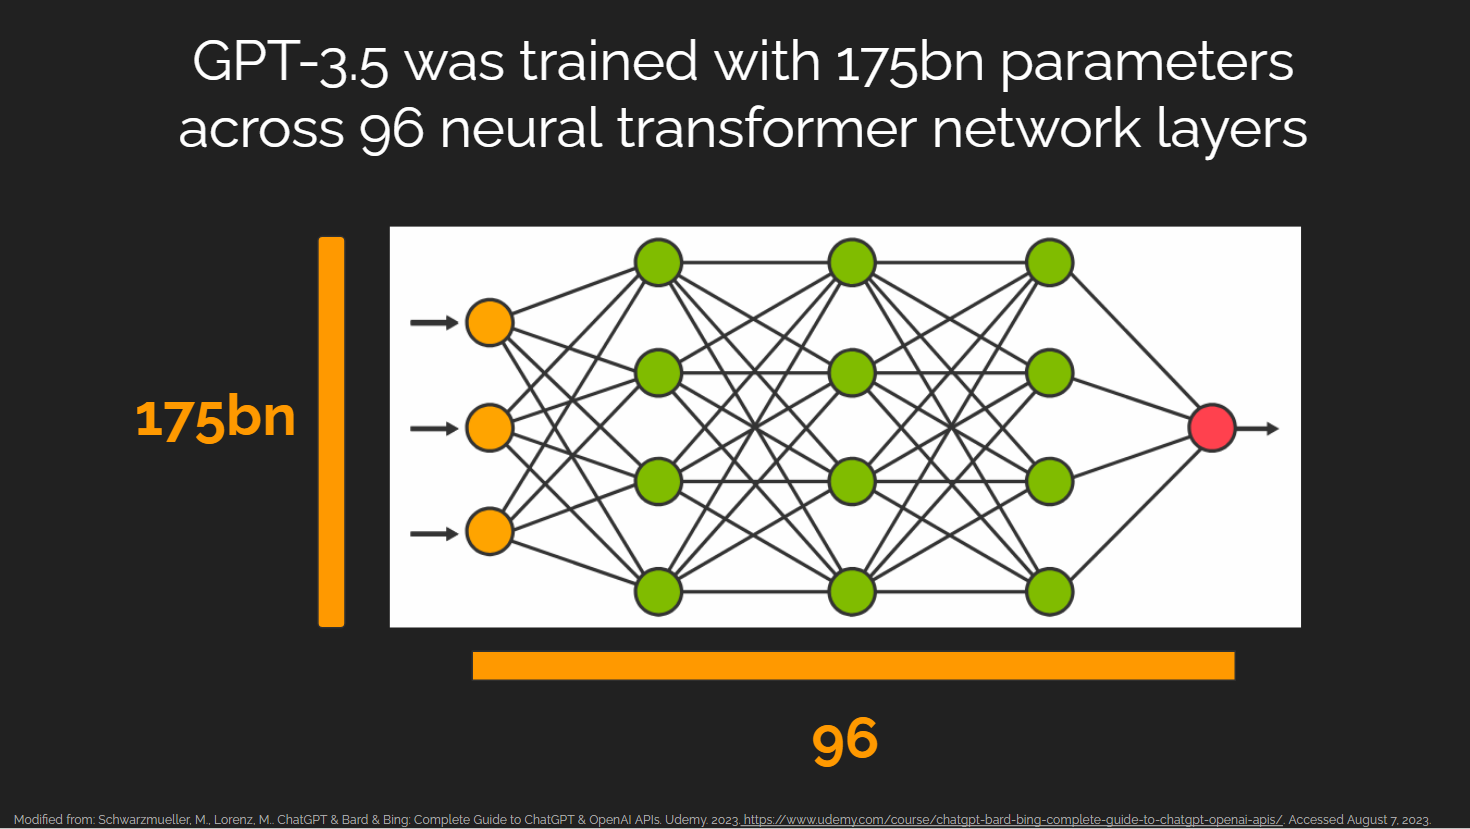 GPT-3.5 was trained with 175bn parameters
across 96 neural transformer network layers
175bn
96
Modified from: Schwarzmueller, M., Lorenz, M.. ChatGPT & Bard & Bing: Complete Guide to ChatGPT & OpenAI APIs. Udemy. 2023. https://www.udemy.com/course/chatgpt-bard-bing-complete-guide-to-chatgpt-openai-apis/. Accessed August 7, 2023.